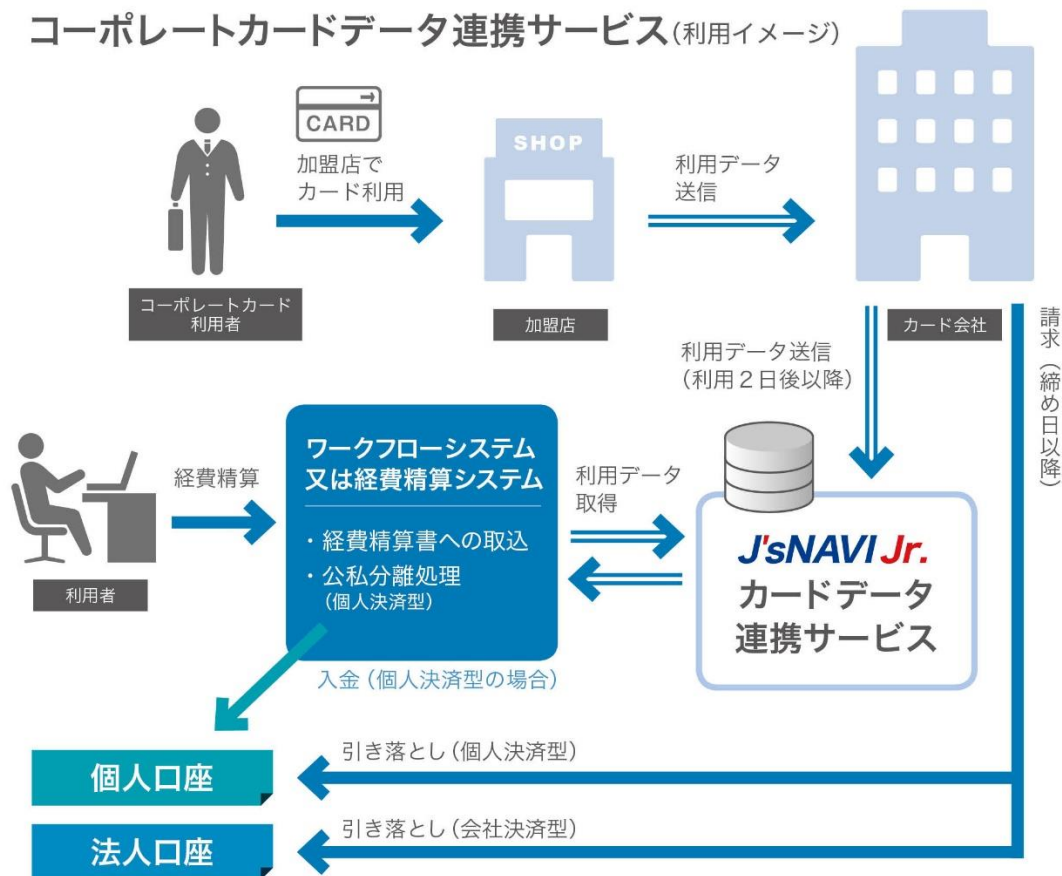 コーポレートカードデータ連携サービス(利用イメージ)
CARD
加盟店で
カード利用
SHOP
利用データ
送信
コーポレートカード
利用者
加盟店
カード会社
請求(締め日以降)
利用データ送信
(利用2日後以降)
経費精算
利用者
ワークフローシステム
又は経費精算システム
・経費精算書への取込
・公私分離処理
(個人決済型)
利用データ
取得
J'sNAVI Jr.
カードデータ
連携サービス
入金(個人決済型の場合)
個人口座
引き落とし(個人決済型)
法人口座
引き落とし(会社決済型)